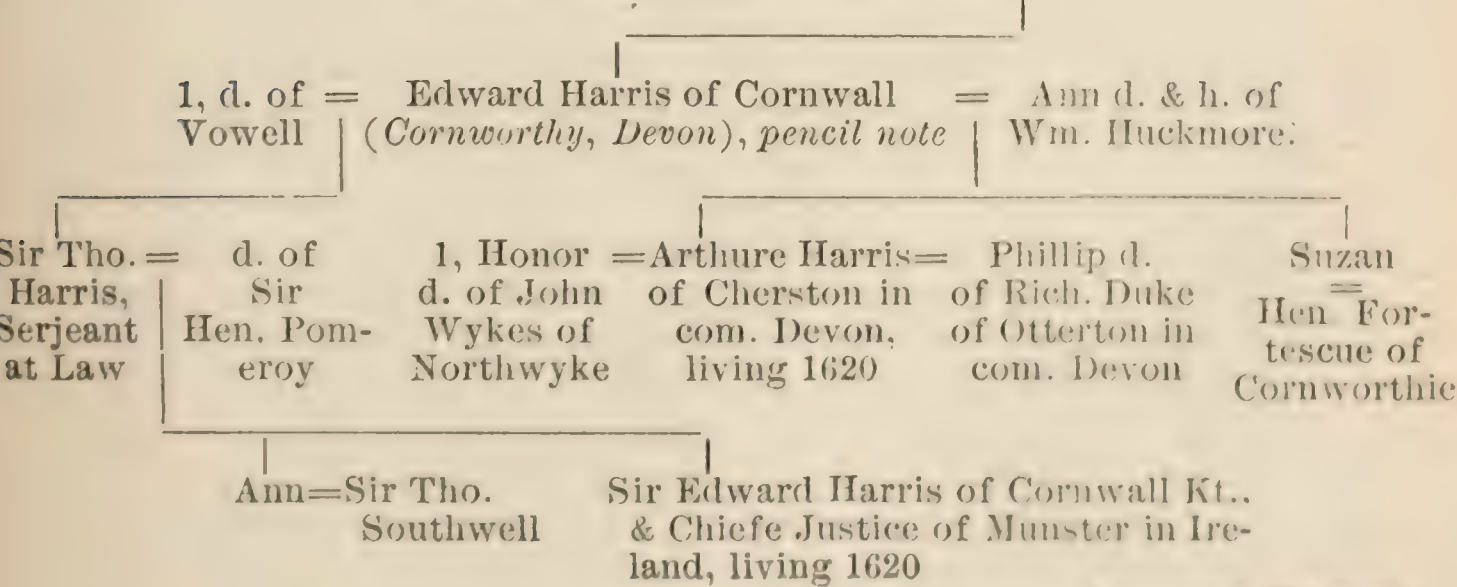 1, d. of = Edward Harris of Cornwall = Ann d. & h. of
Vowell (Cornworthy, Devon), pencil note Wm. Huckmore.
Sir Tho. = d. of 1, Honor =Arthure Harris= Phillip d. Suzan
Harris, Sir d. of John of Cherston in of Rich. Duke =
Serjeant Hen. Pom- Wykes of com. Devon, of Otterton in Hen For-
at Law eroy Northwyke living 1620 com. Devon tescue of
Cornworthie
Ann=Sir Tho. Sir Edward Harris of Cornwall Kt..
Southwell & Chiefe Justice of Munster in Ire-
land, living 1620